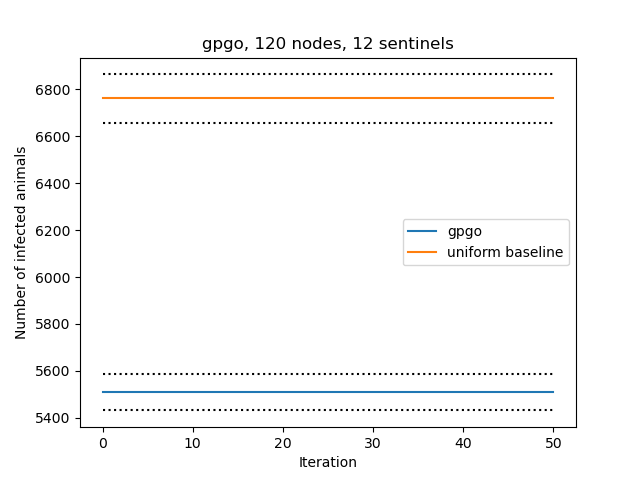 gpgo, 120 nodes, 12 sentinels
Number of infected animals
6800
6600
6400
6200
6000
5800
5600
5400
gpgo
uniform baseline
0 10 20 30 40 50
Iteration